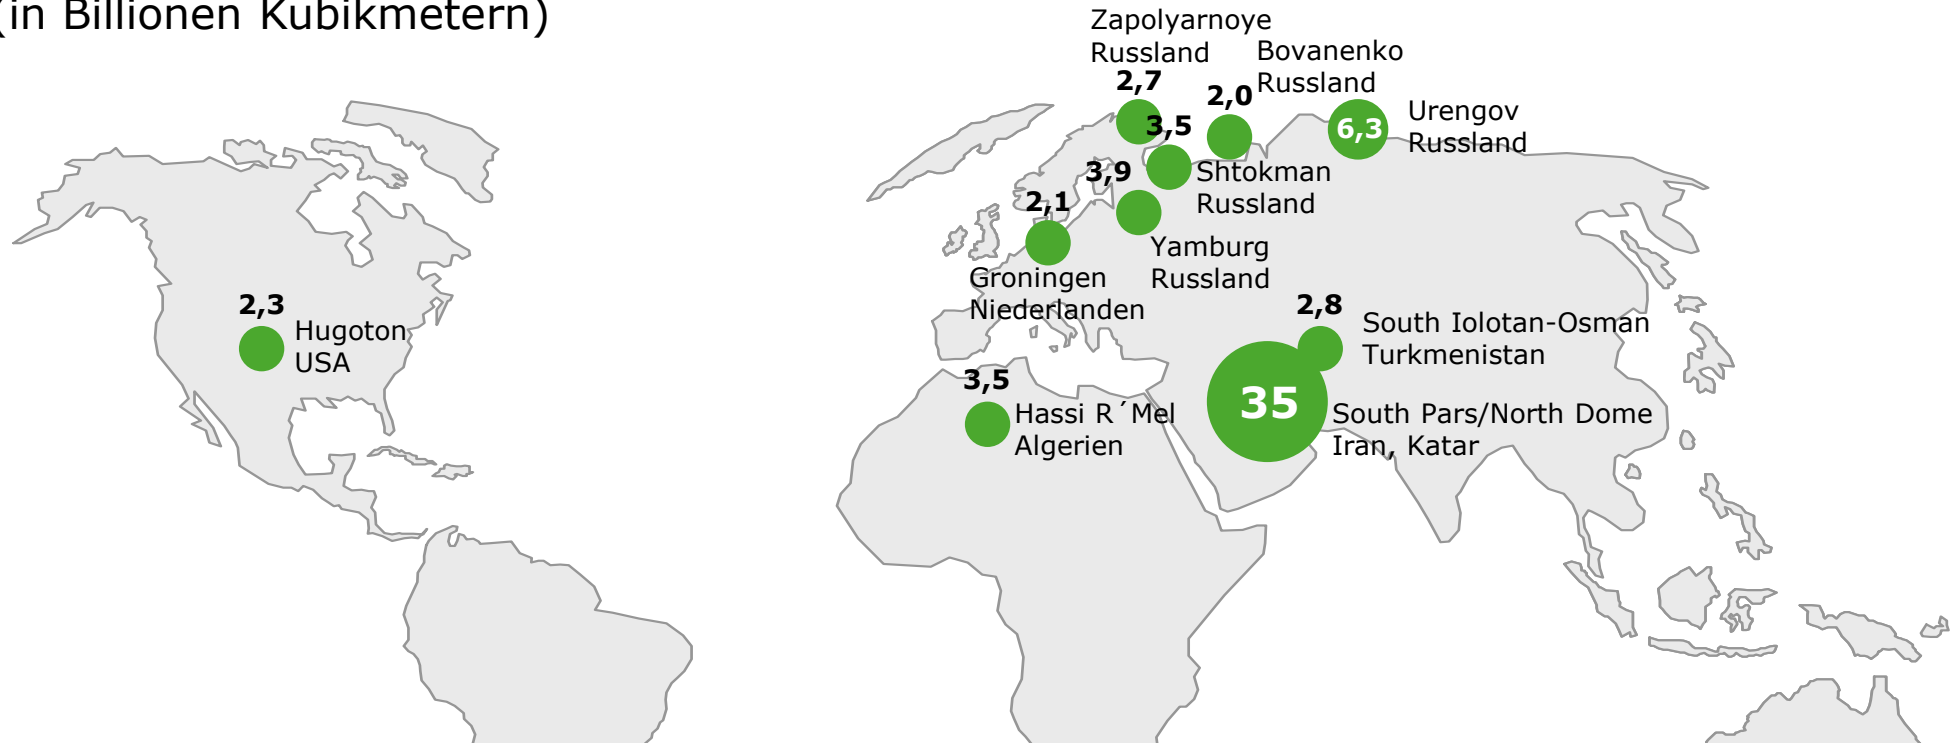 (in Billionen Kubikmetern)
Zapolyarnoye
Russland
2,7
Bovanenko
Russland
2,0
6,3
Urengov
Russland
3,5
Shtokman
Russland
3,9
Yamburg
Russland
2,1
Groningen
Niederlanden
2,3
Hugoton
USA
2,8
South Iolotan-Osman
Turkmenistan
3,5
Hassi R´Mel
Algerien
35
South Pars/North Dome
Iran, Katar